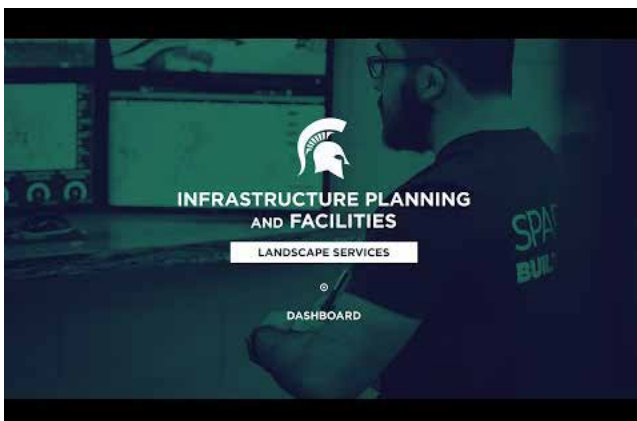 INFRASTRUCTURE PLANNING
AND FACILITIES
LANDSCAPE SERVICES
DASHBOARD